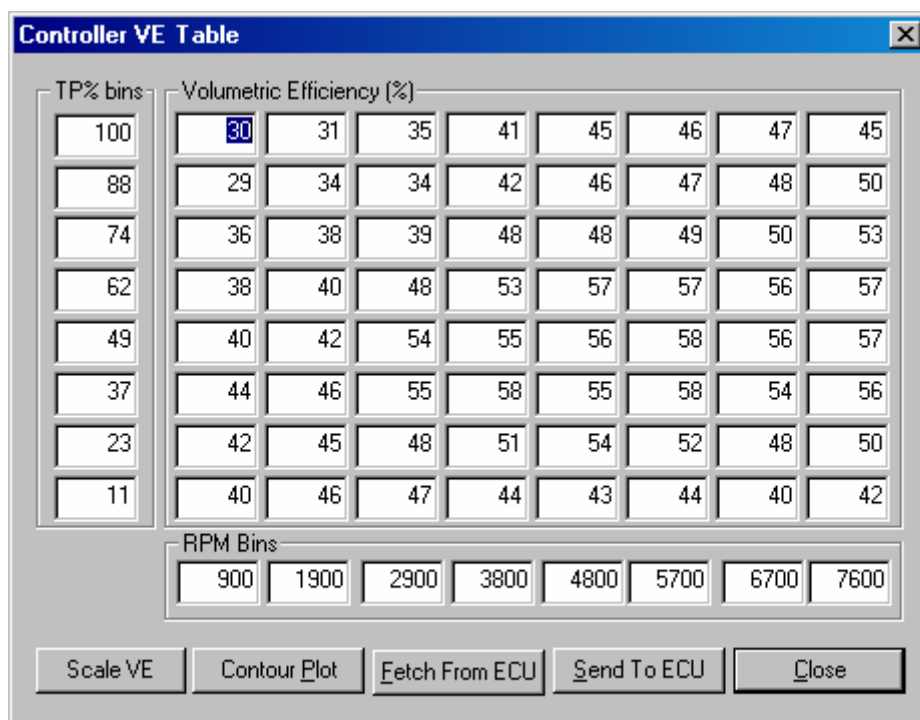 Controller VE Table
TP% bins Volumetric Efficiency (%)
100 30 31 35 41 45 46 47 45
88 29 34 34 42 46 47 48 50
74 36 38 39 48 48 49 50 53
62 38 40 48 53 57 57 56 57
49 40 42 54 55 56 58 56 57
37 44 46 55 58 55 58 54 56
23 42 45 48 51 54 52 48 50
11 40 46 47 44 43 44 40 42
RPM Bins
900 1900 2900 3800 4800 5700 6700 7600
Scale VE Contour Plot Fetch From ECU Send To ECU Close